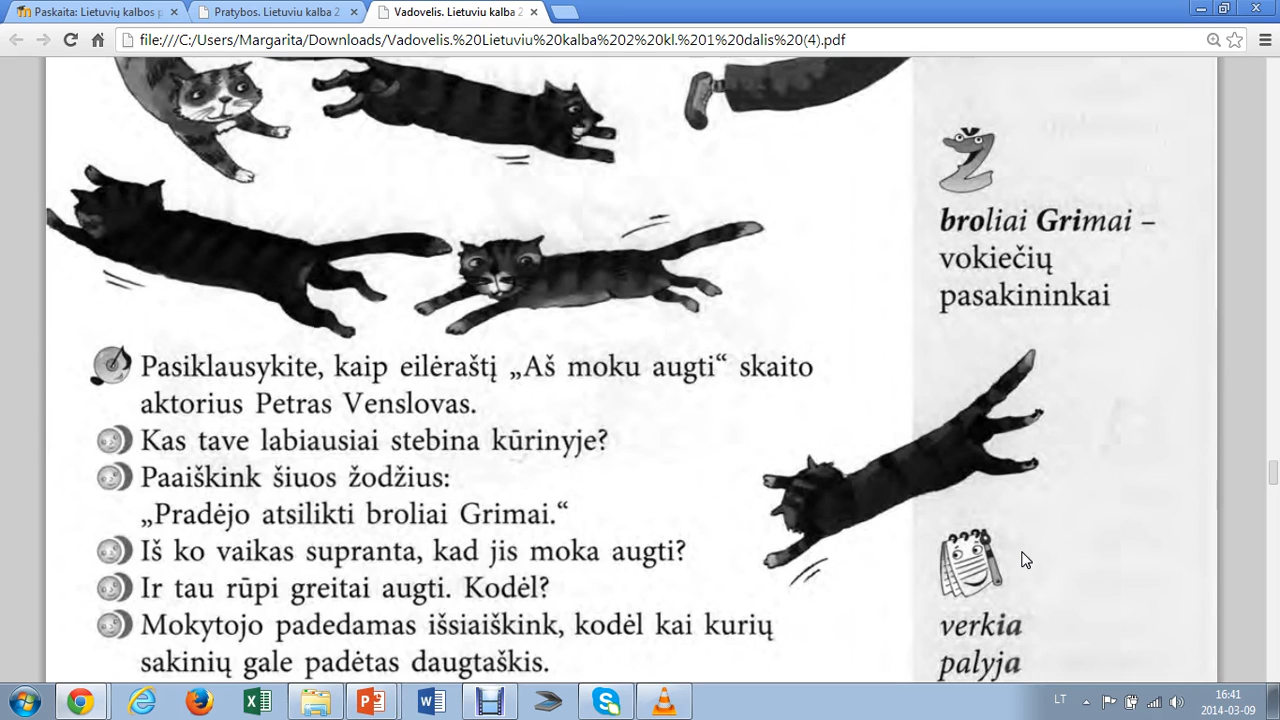 Paskaita: Lietuvių kalbos p
Pratybos. Lietuviu kalba 2
Vadovelis. Lietuviu kalba 2
file:///C:/Users/Margarita/Downloads/Vadovelis.%20Lietuviu%20kalba%202%20kl.%201%20dalis%20(4).pdf
broliai Grimai –
vokiečių
pasakininkai
Pasiklausykite, kaip eilėraštį „Aš moku augti“ skaito
aktorius Petras Venslovas.
Kas tave labiausiai stebina kūrinyje?
Paaiškink šiuos žodžius:
„Pradėjo atsilikti broliai Grimai.“
Iš ko vaikas supranta, kad jis moka augti?
Ir tau rūpi greitai augti. Kodėl?
Mokytojo padedamas išsiaiškink, kodėl kai kurių
sakinių gale padėtas daugtaškis.
verkia
palyja
LT
16:41
2014-03-09